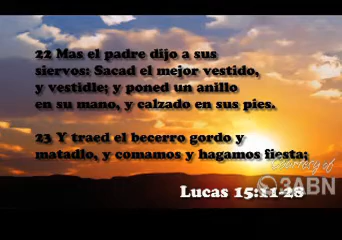 22 Mas el padre dijo a sus
siervos: Sacad el mejor vestido,
y vestidle; y poned un anillo
en su mano, y calzado en sus pies.
23 Y traed el becerro gordo y
matadlo, y comamos y hagamos fiesta;
Courtesy of
3ABN
Lucas 15:11-28